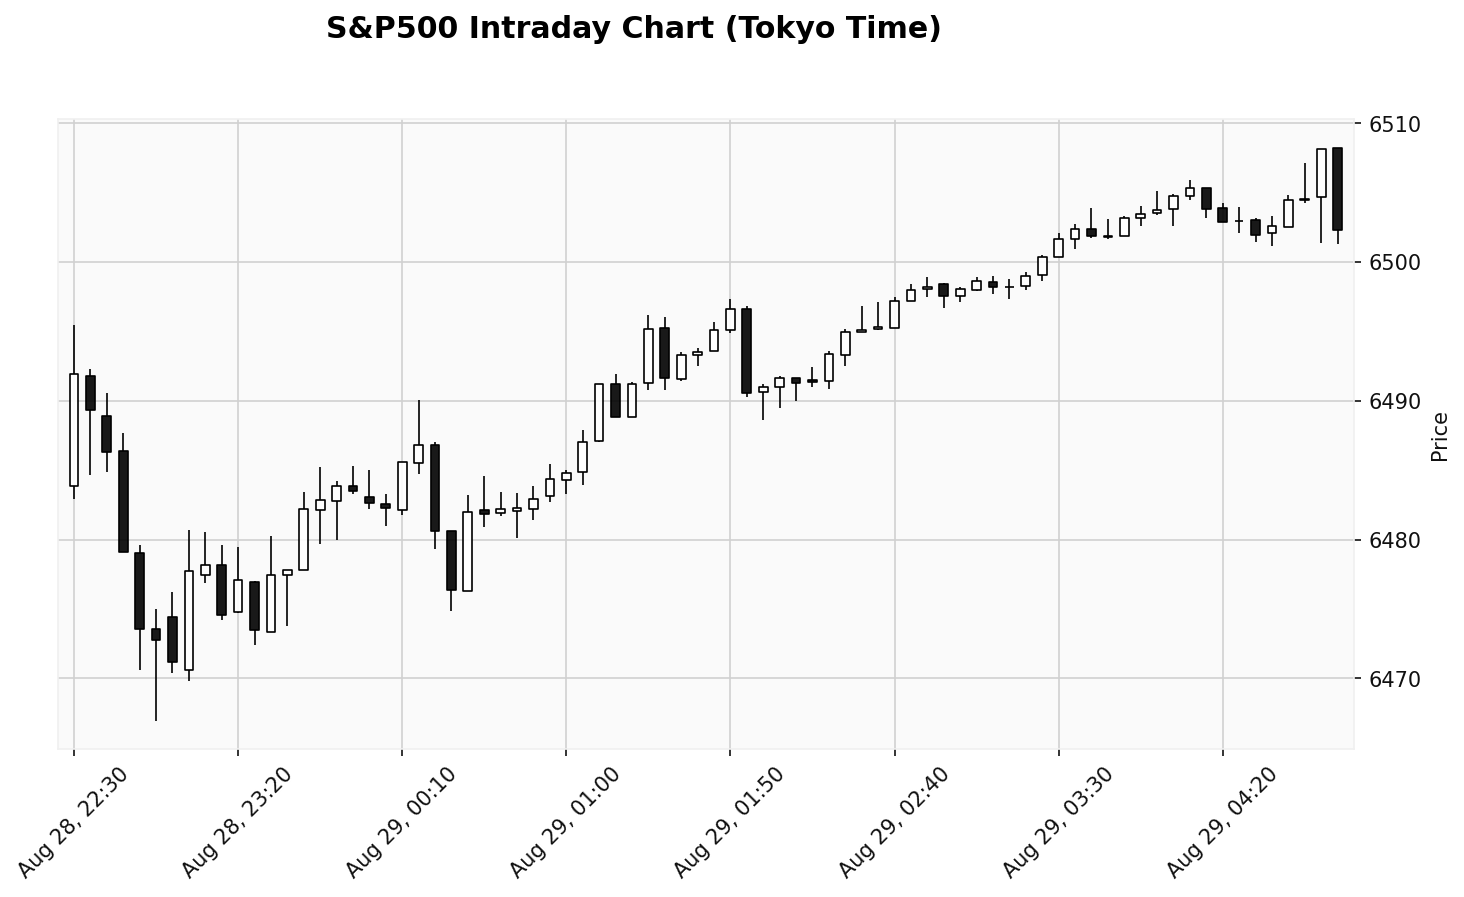 S&P500 Intraday Chart (Tokyo Time)
6510
6500
6490
6480
6470
Price
Aug 28, 22:30
Aug 28, 23:20
Aug 29, 00:10
Aug 29, 01:00
Aug 29, 01:50
Aug 29, 02:40
Aug 29, 03:30
Aug 29, 04:20